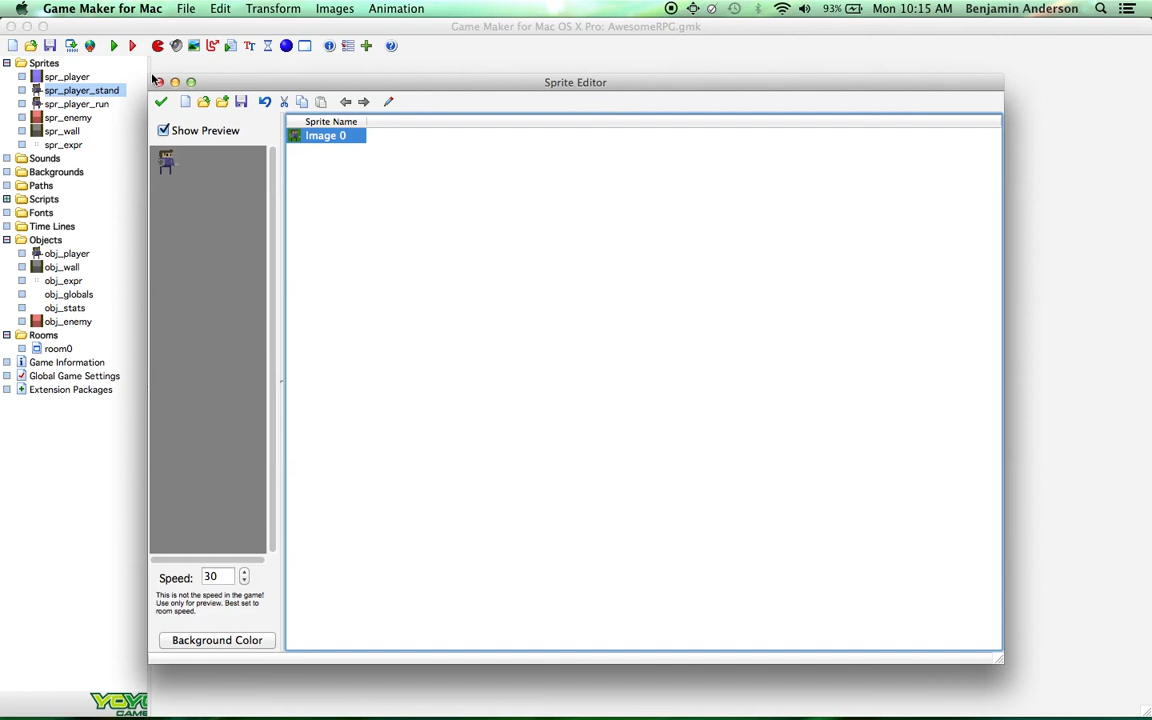 Game Maker for Mac File Edit Transform Images Animation 93% Mon 10:15 AM Benjamin Anderson
Game Maker for Mac OS X Pro: AwesomeRPG.gmk
Sprites
spr_player
spr_player_stand
spr_player_run
spr_enemy
spr_wall
spr_expr
Sounds
Backgrounds
Paths
Scripts
Fonts
Time Lines
Objects
obj_player
obj_wall
obj_expr
obj_globals
obj_stats
obj_enemy
Rooms
room0
Game Information
Global Game Settings
Extension Packages
YOYO
GAME
Sprite Editor
Show Preview
Sprite Name
Image 0
Speed: 30
This is not the speed in the game!
Use only for preview. Best set to
room speed.
Background Color